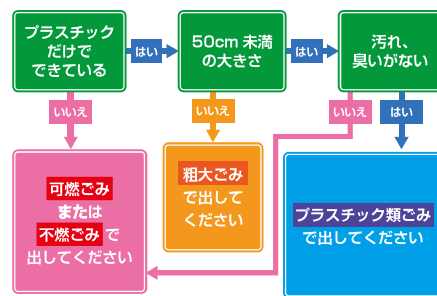 プラスチック
だけで
できている
はい
50cm 未満
の大きさ
はい
汚れ、
臭いがない
いいえ
いいえ
いいえ
はい
可燃ごみ
または
不燃ごみ で
出してください
粗大ごみ
で出して
ください
プラスチック類ごみ
で出してください